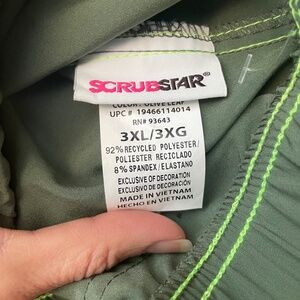 SCRUBSTAR®
COLOR: OLIVE LEAF
UPC # 19466114014
RN# 93643
3XL/3XG
92% RECYCLED POLYESTER/
POLIESTER RECICLADO
8% SPANDEX/ELASTANO
EXCLUSIVE OF DECORATION
EXCLUSIVO DE DECORACIÓN
MADE IN VIETNAM
HECHO EN VIETNAM